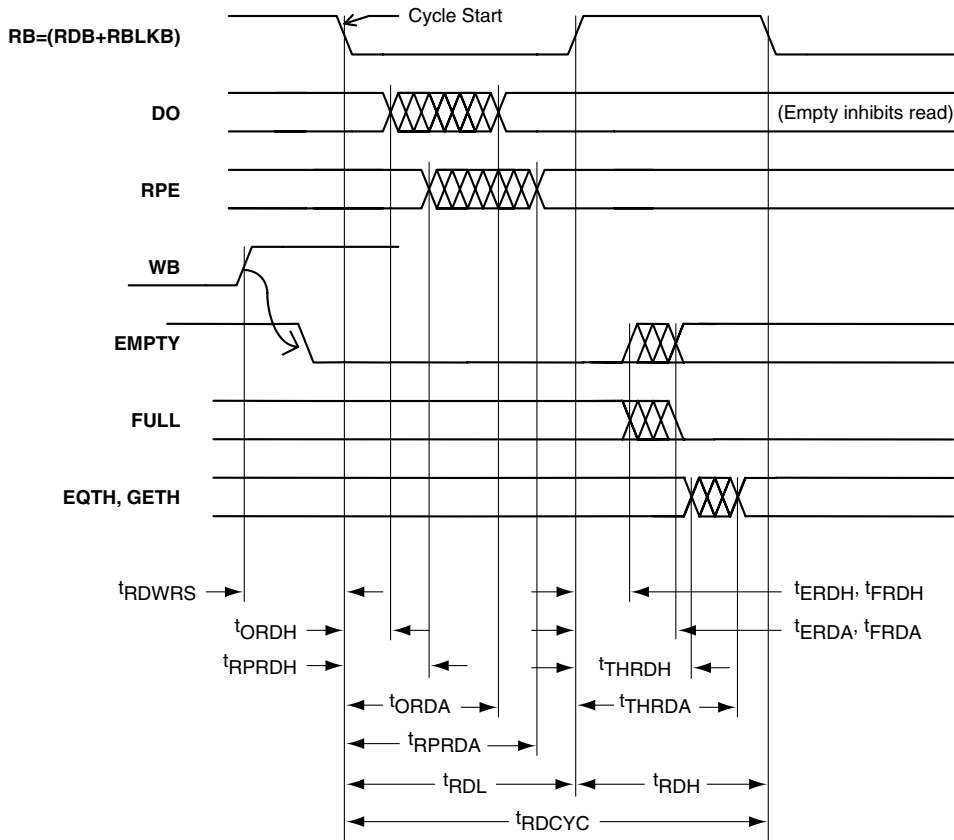 Cycle Start
RB=(RDB+RBLKB)
DO
(Empty inhibits read)
RPE
WB
EMPTY
FULL
EQTH, GETH
tRDWRS
tERDH, tFRDH
tORDH
tERDA, tFRDA
tRPRDH
tTHRDH
tORDA
tTHRDA
tRPRDA
tRDL
tRDH
tRDCYC